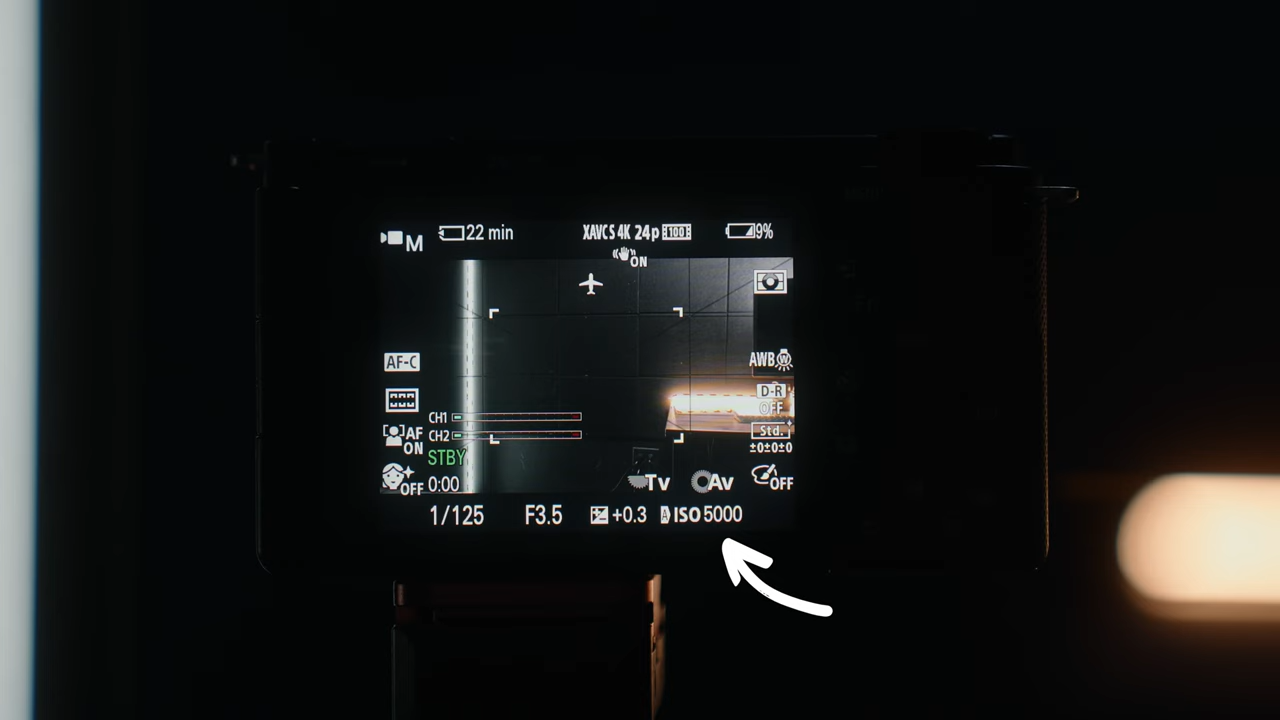 M 22 min XAVC S 4K 24p 100 9%
ON
AF-C
AWB W
D-R
OFF
CH1
Std.
AF ON
CH2
±0±0±0
STBY
OFF 0:00 Tv Av OFF
1/125 F3.5 +0.3 A ISO 5000